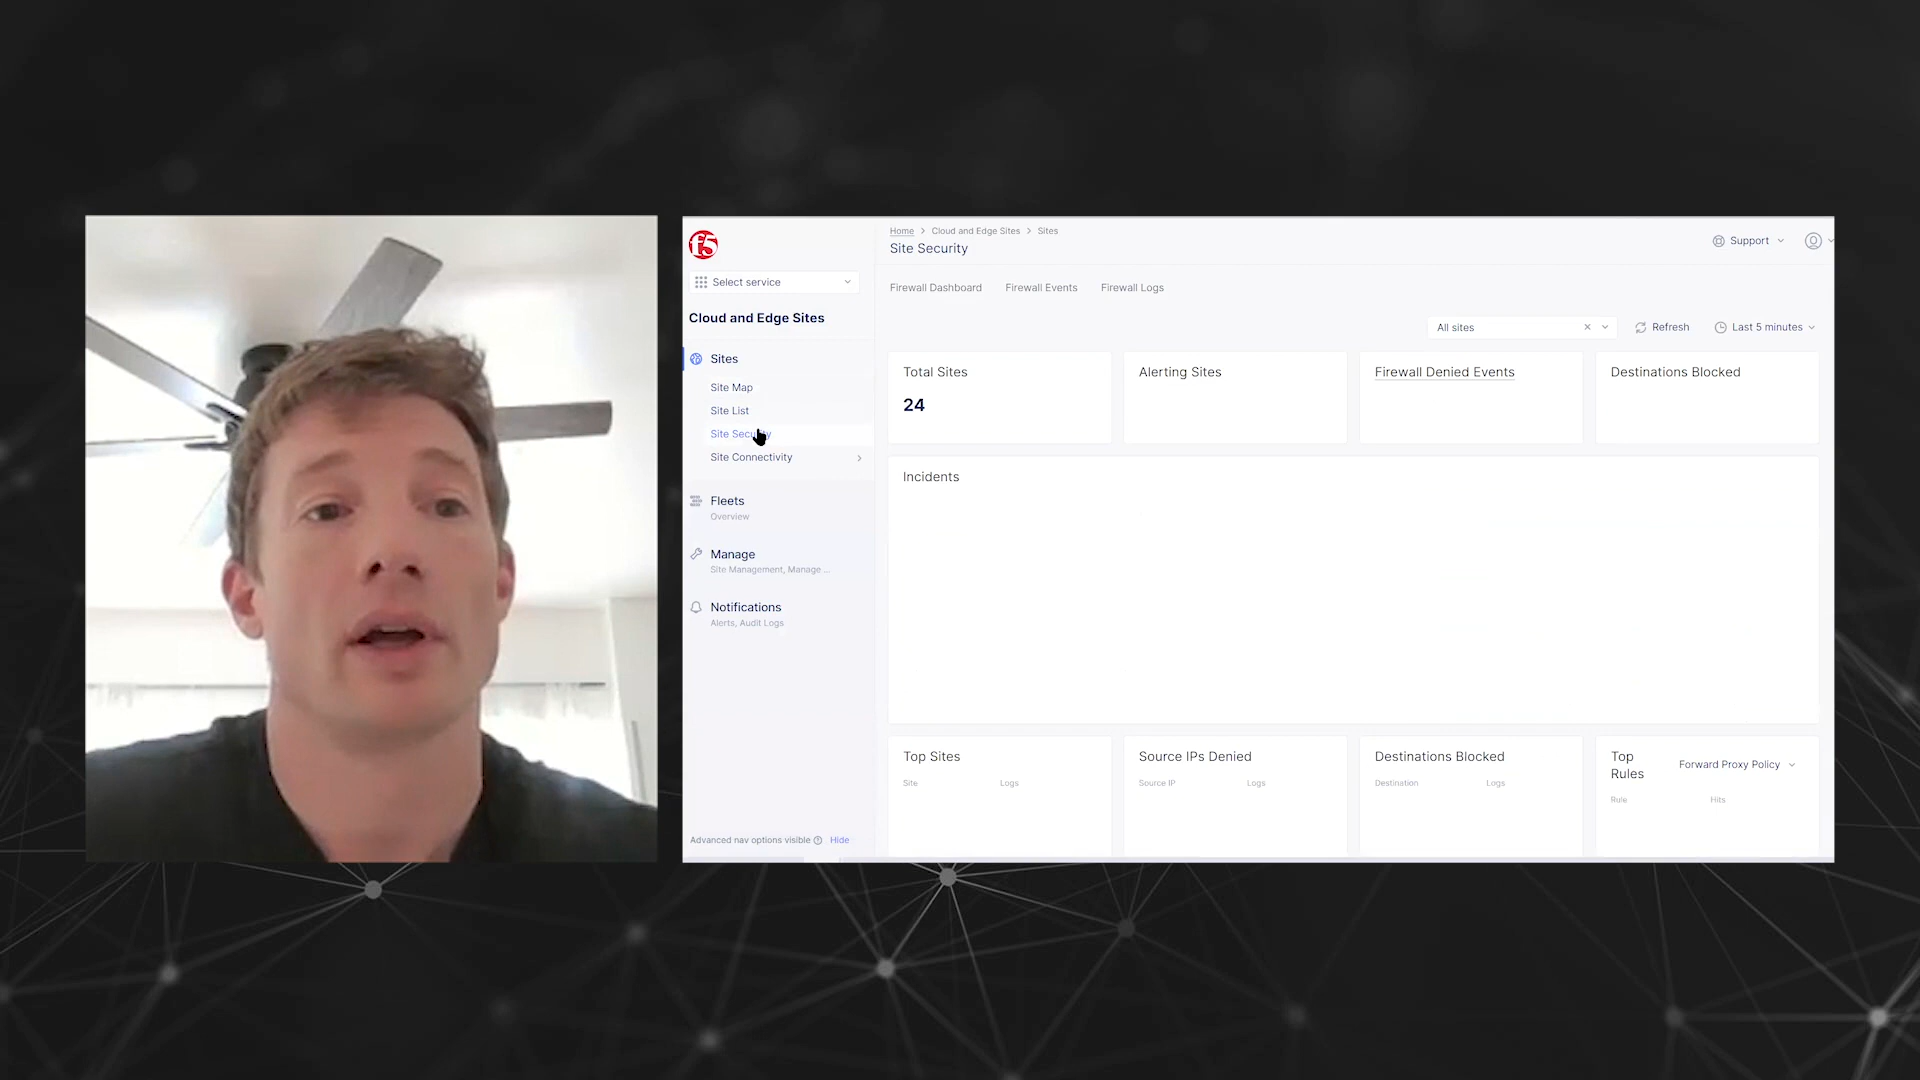 f5
Home > Cloud and Edge Sites > Sites
Site Security
Support
Select service
Firewall Dashboard Firewall Events Firewall Logs
Cloud and Edge Sites
All sites × Refresh Last 5 minutes
Sites
Site Map
Site List
Site Security
Site Connectivity >
Fleets
Overview
Manage
Site Management, Manage ...
Notifications
Alerts, Audit Logs
Advanced nav options visible Hide
Total Sites
24
Alerting Sites
Firewall Denied Events
Destinations Blocked
Incidents
Top Sites
Site Logs
Source IPs Denied
Source IP Logs
Destinations Blocked
Destination Logs
Top
Rules
Forward Proxy Policy
Rule Hits